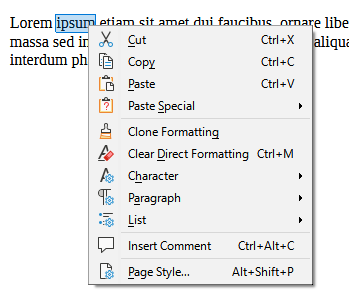 Lorem ipsum etiam sit amet dui faucibus, ornare libe
massa sed in aliqua
interdum ph
Cut Ctrl+X
Copy Ctrl+C
Paste Ctrl+V
Paste Special
Clone Formatting
Clear Direct Formatting Ctrl+M
Character
Paragraph
List
Insert Comment Ctrl+Alt+C
Page Style... Alt+Shift+P